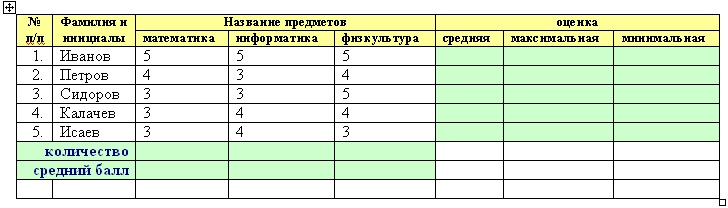 № Фамилия и Название предметов оценка
п/п инициалы математика информатика физкультура средняя максимальная минимальная
1. Иванов 5 5 5
2. Петров 4 3 4
3. Сидоров 3 3 5
4. Калачев 3 4 4
5. Исаев 3 4 3
количество
средний балл